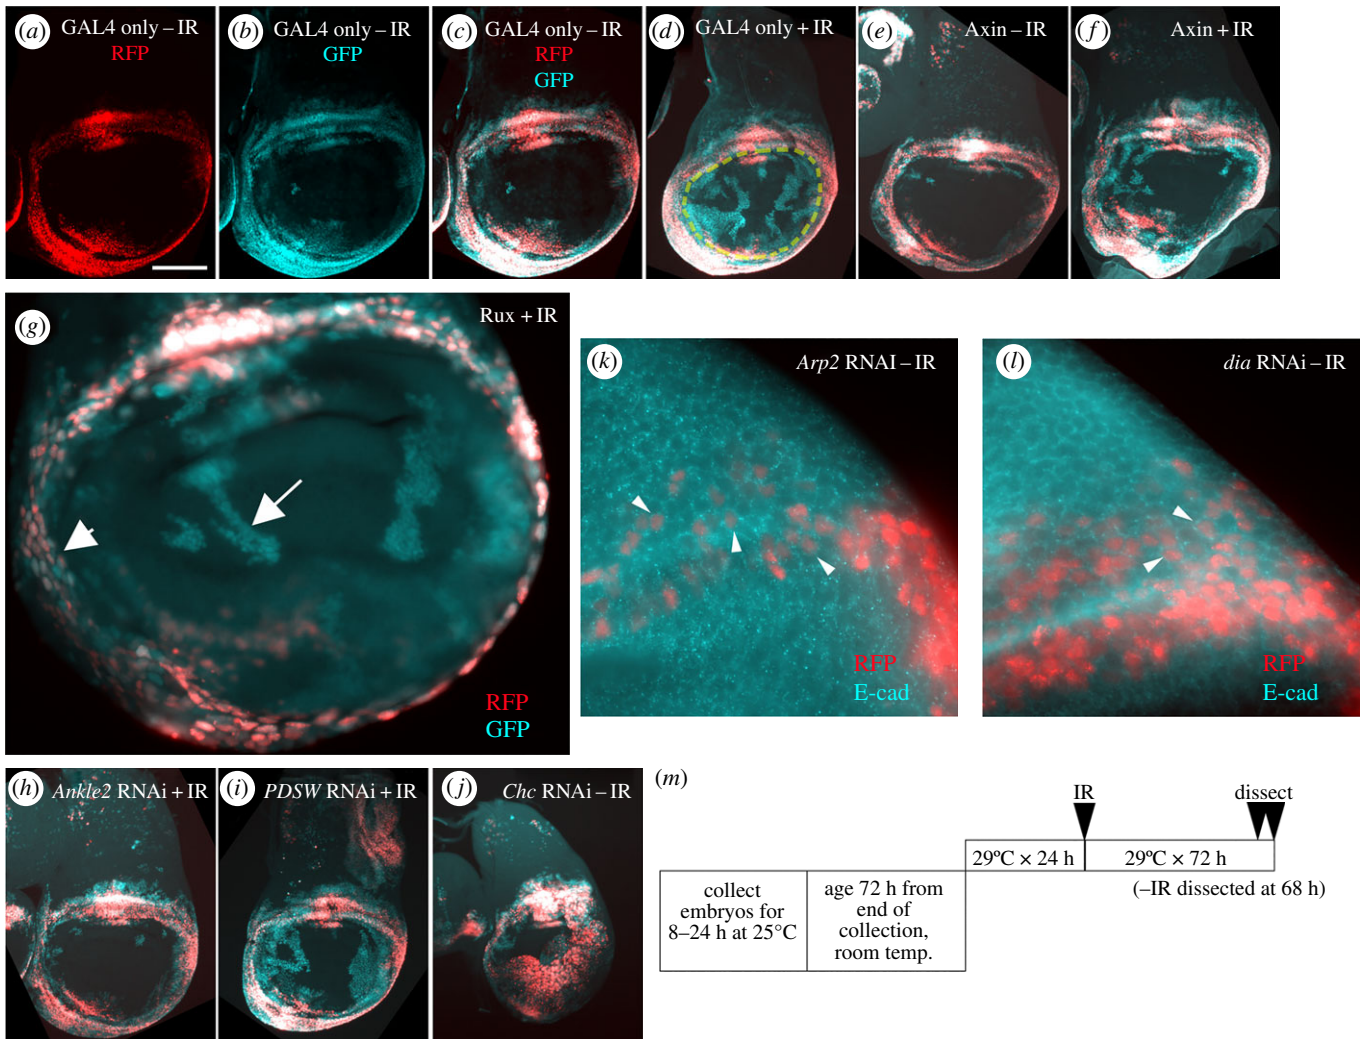 (a) GAL4 only – IR
RFP
(b) GAL4 only – IR
GFP
(c) GAL4 only – IR
RFP
GFP
(d) GAL4 only + IR
(e) Axin – IR
(f) Axin + IR
(g) Rux + IR
RFP
GFP
(k) Arp2 RNAI – IR
RFP
E-cad
(l) dia RNAi – IR
RFP
E-cad
(h) Ankle2 RNAi + IR
(i) PDSW RNAi + IR
(j) Chc RNAi – IR
(m)
IR
dissect
29ºC × 24 h
29ºC × 72 h
(–IR dissected at 68 h)
collect
embryos for
8–24 h at 25°C
age 72 h from
end of
collection,
room temp.